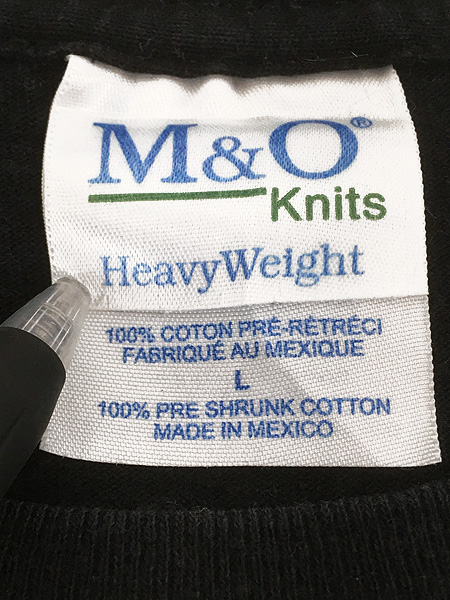 M&O®
Knits
HeavyWeight
100% COTON PRÉ-RÉTRÉCI
FABRIQUÉ AU MEXIQUE
L
100% PRE SHRUNK COTTON
MADE IN MEXICO